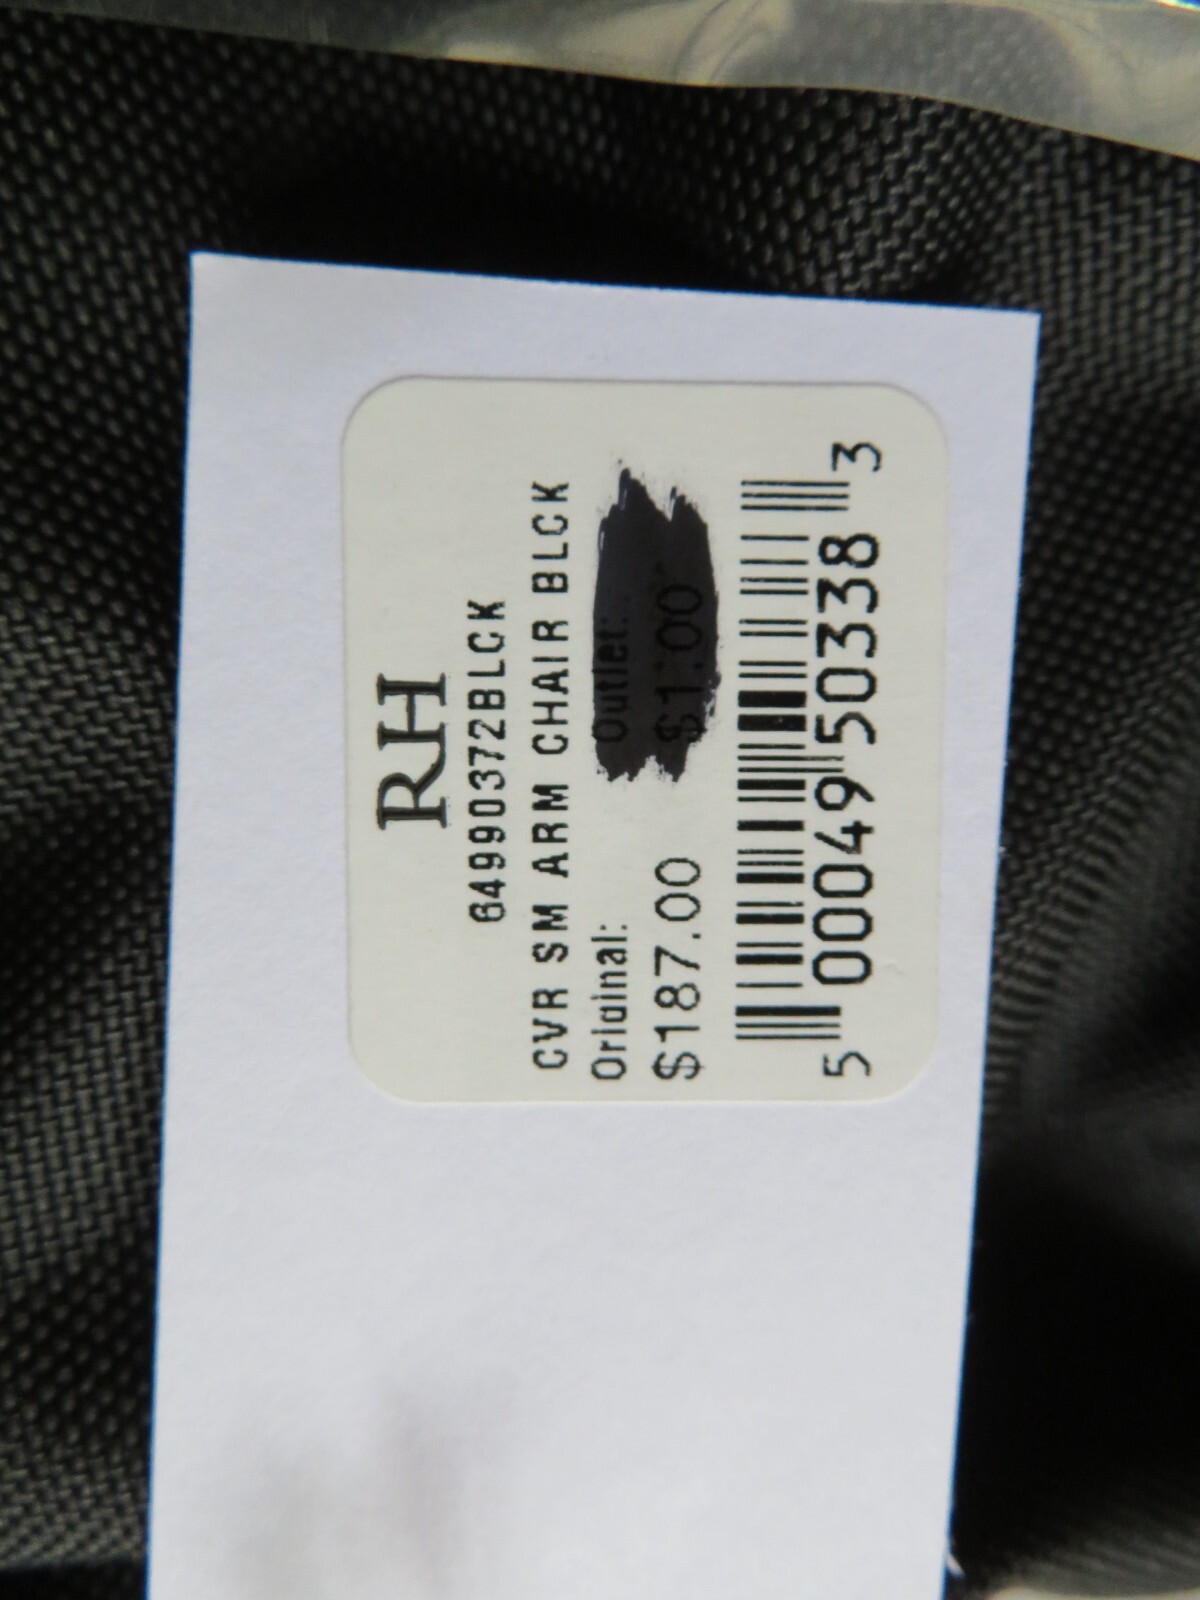 RH
64990372BLCK
CVR SM ARM CHAIR BLCK
Original: Outlet:
$187.00 $1.00
5 00049 50338 3